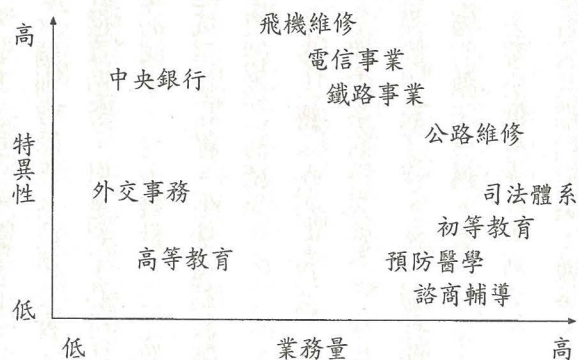 高
飛機維修
電信事業
中央銀行
鐵路事業
公路維修
特異性
外交事務
司法體系
初等教育
高等教育
預防醫學
諮商輔導
低
低
業務量
高